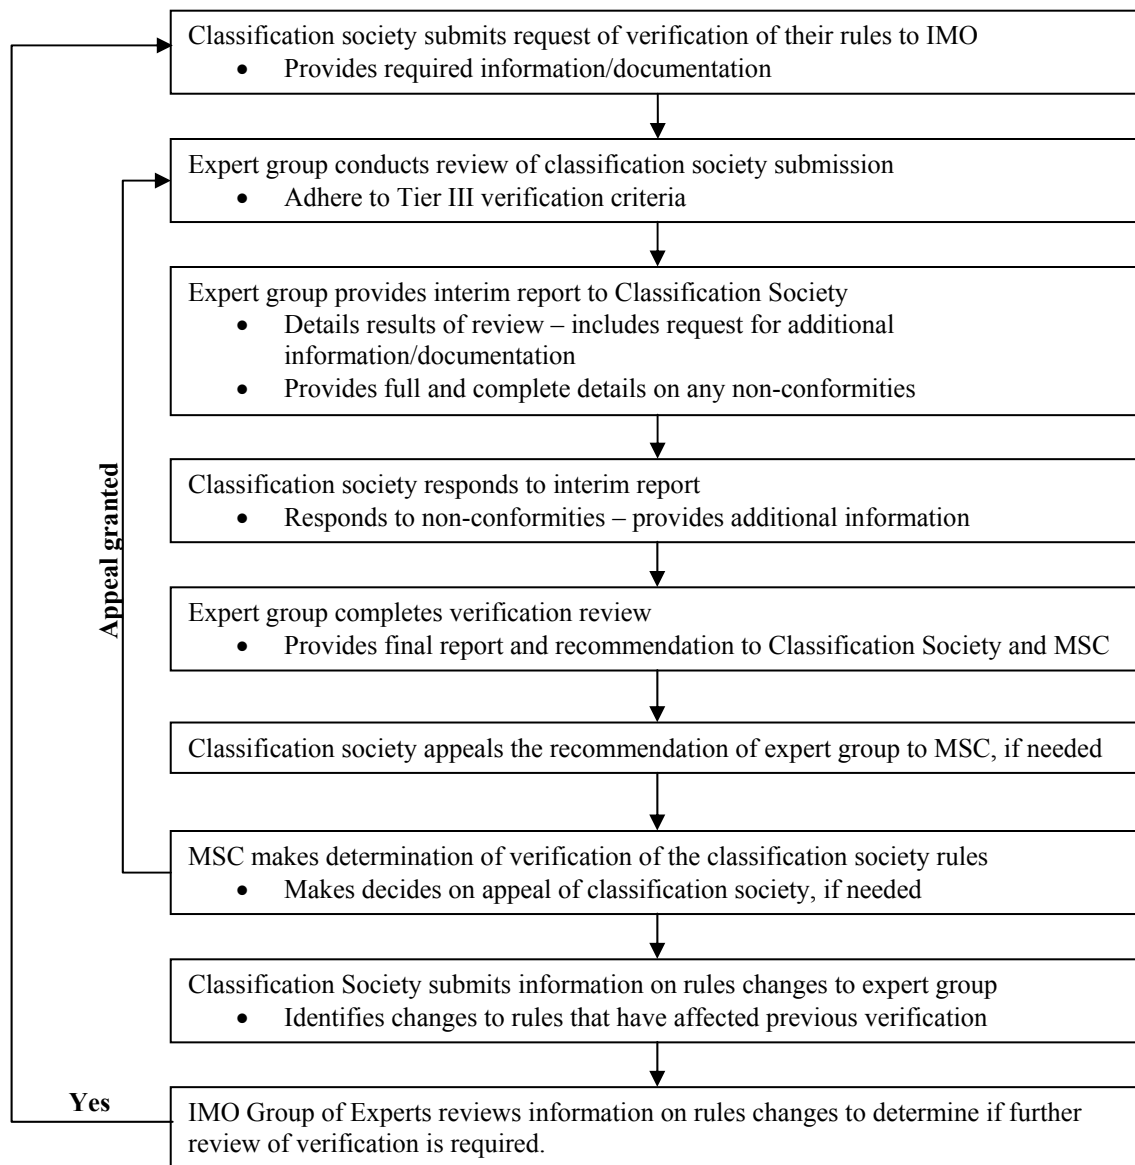 Classification society submits request of verification of their rules to IMO
• Provides required information/documentation
Expert group conducts review of classification society submission
• Adhere to Tier III verification criteria
Expert group provides interim report to Classification Society
• Details results of review – includes request for additional
information/documentation
• Provides full and complete details on any non-conformities
Classification society responds to interim report
• Responds to non-conformities – provides additional information
Appeal granted
Expert group completes verification review
• Provides final report and recommendation to Classification Society and MSC
Classification society appeals the recommendation of expert group to MSC, if needed
MSC makes determination of verification of the classification society rules
• Makes decides on appeal of classification society, if needed
Classification Society submits information on rules changes to expert group
• Identifies changes to rules that have affected previous verification
Yes
IMO Group of Experts reviews information on rules changes to determine if further
review of verification is required.